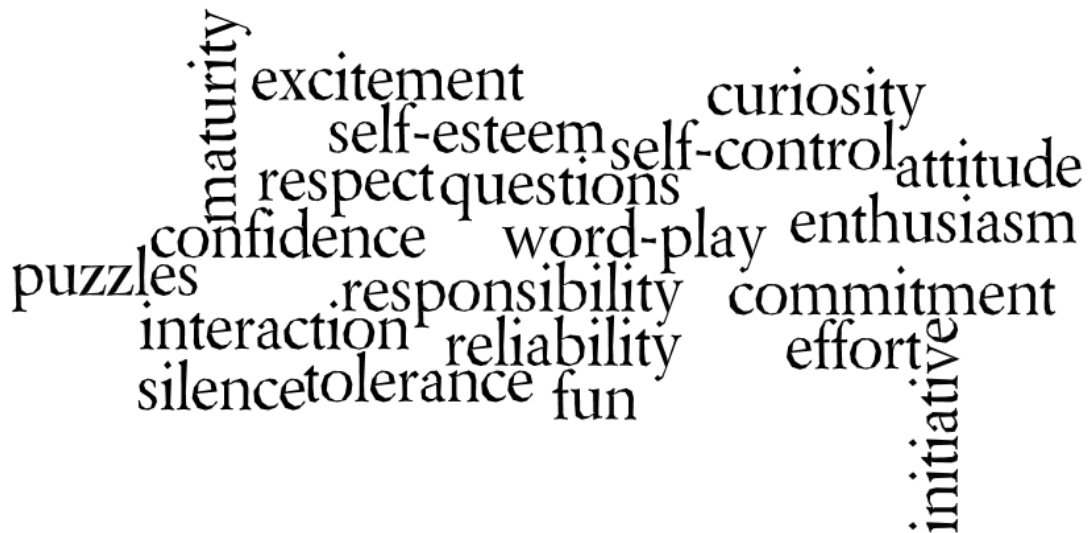 maturity
excitement
curiosity
self-esteem
self-control
attitude
respect
questions
enthusiasm
confidence
word-play
puzzles
.responsibility
commitment
interaction
reliability
effort
silence
tolerance
fun
initiative